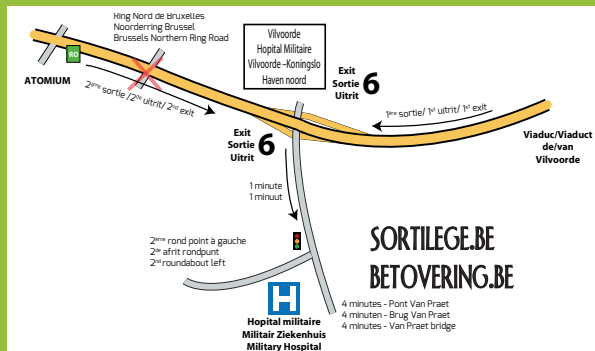 Ring Nord de Bruxelles
Noorderring Brussel
Brussels Northern Ring Road
RO
ATOMIUM
2ème sortie /2de uitrit/ 2nd exit
Vilvoorde
Hopital Militaire
Vilvoorde -Koningslo
Haven noord
Exit
Sortie
Uitrit
6
1ère sortie/ 1st uitrit/ 1st exit
Viaduc/Viaduct
de/van
Vilvoorde
Exit
Sortie
Uitrit
6
1 minute
1 minuut
2ème rond point à gauche
2de afrit rondpunt
2nd roundabout left
SORTILEGE.BE
BETOVERING.BE
H
Hopital militaire
Militair Ziekenhuis
Military Hospital
4 minutes - Pont Van Praet
4 minuten - Brug Van Praet
4 minutes - Van Praet bridge